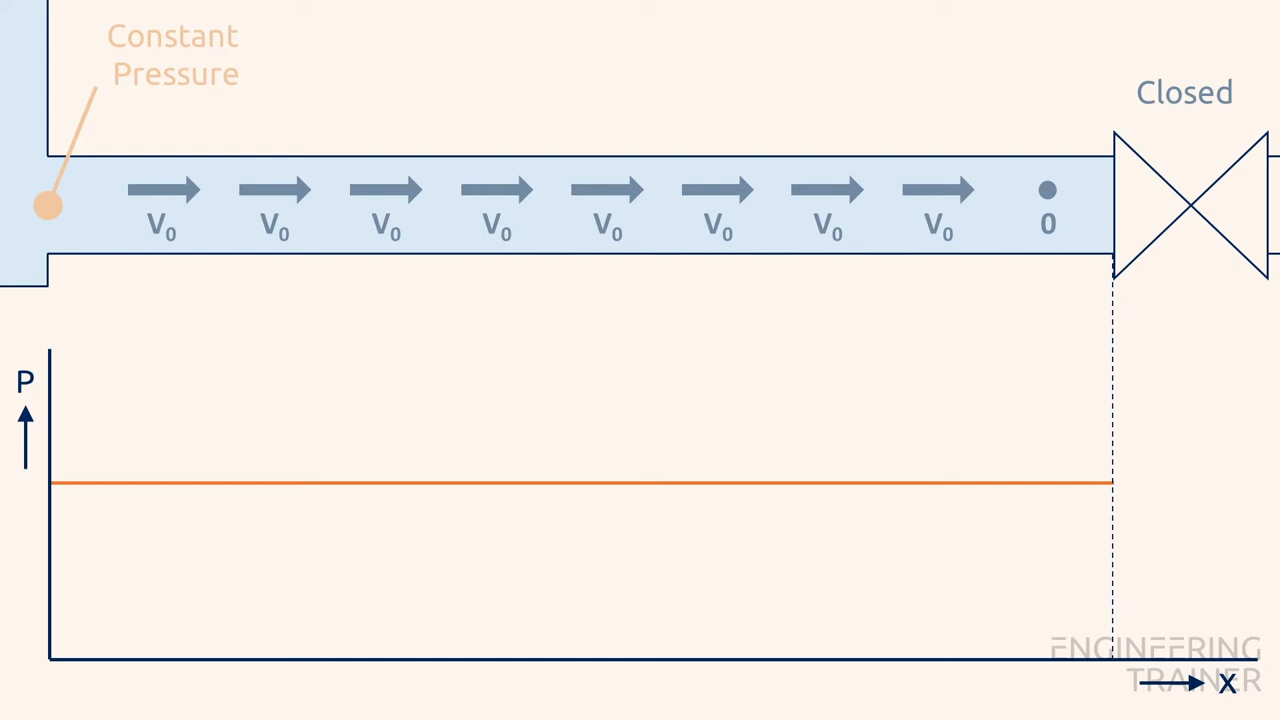 Constant
Pressure
Closed
V₀ V₀ V₀ V₀ V₀ V₀ V₀ V₀ 0
P
ENGINEERING
TRAINER
X